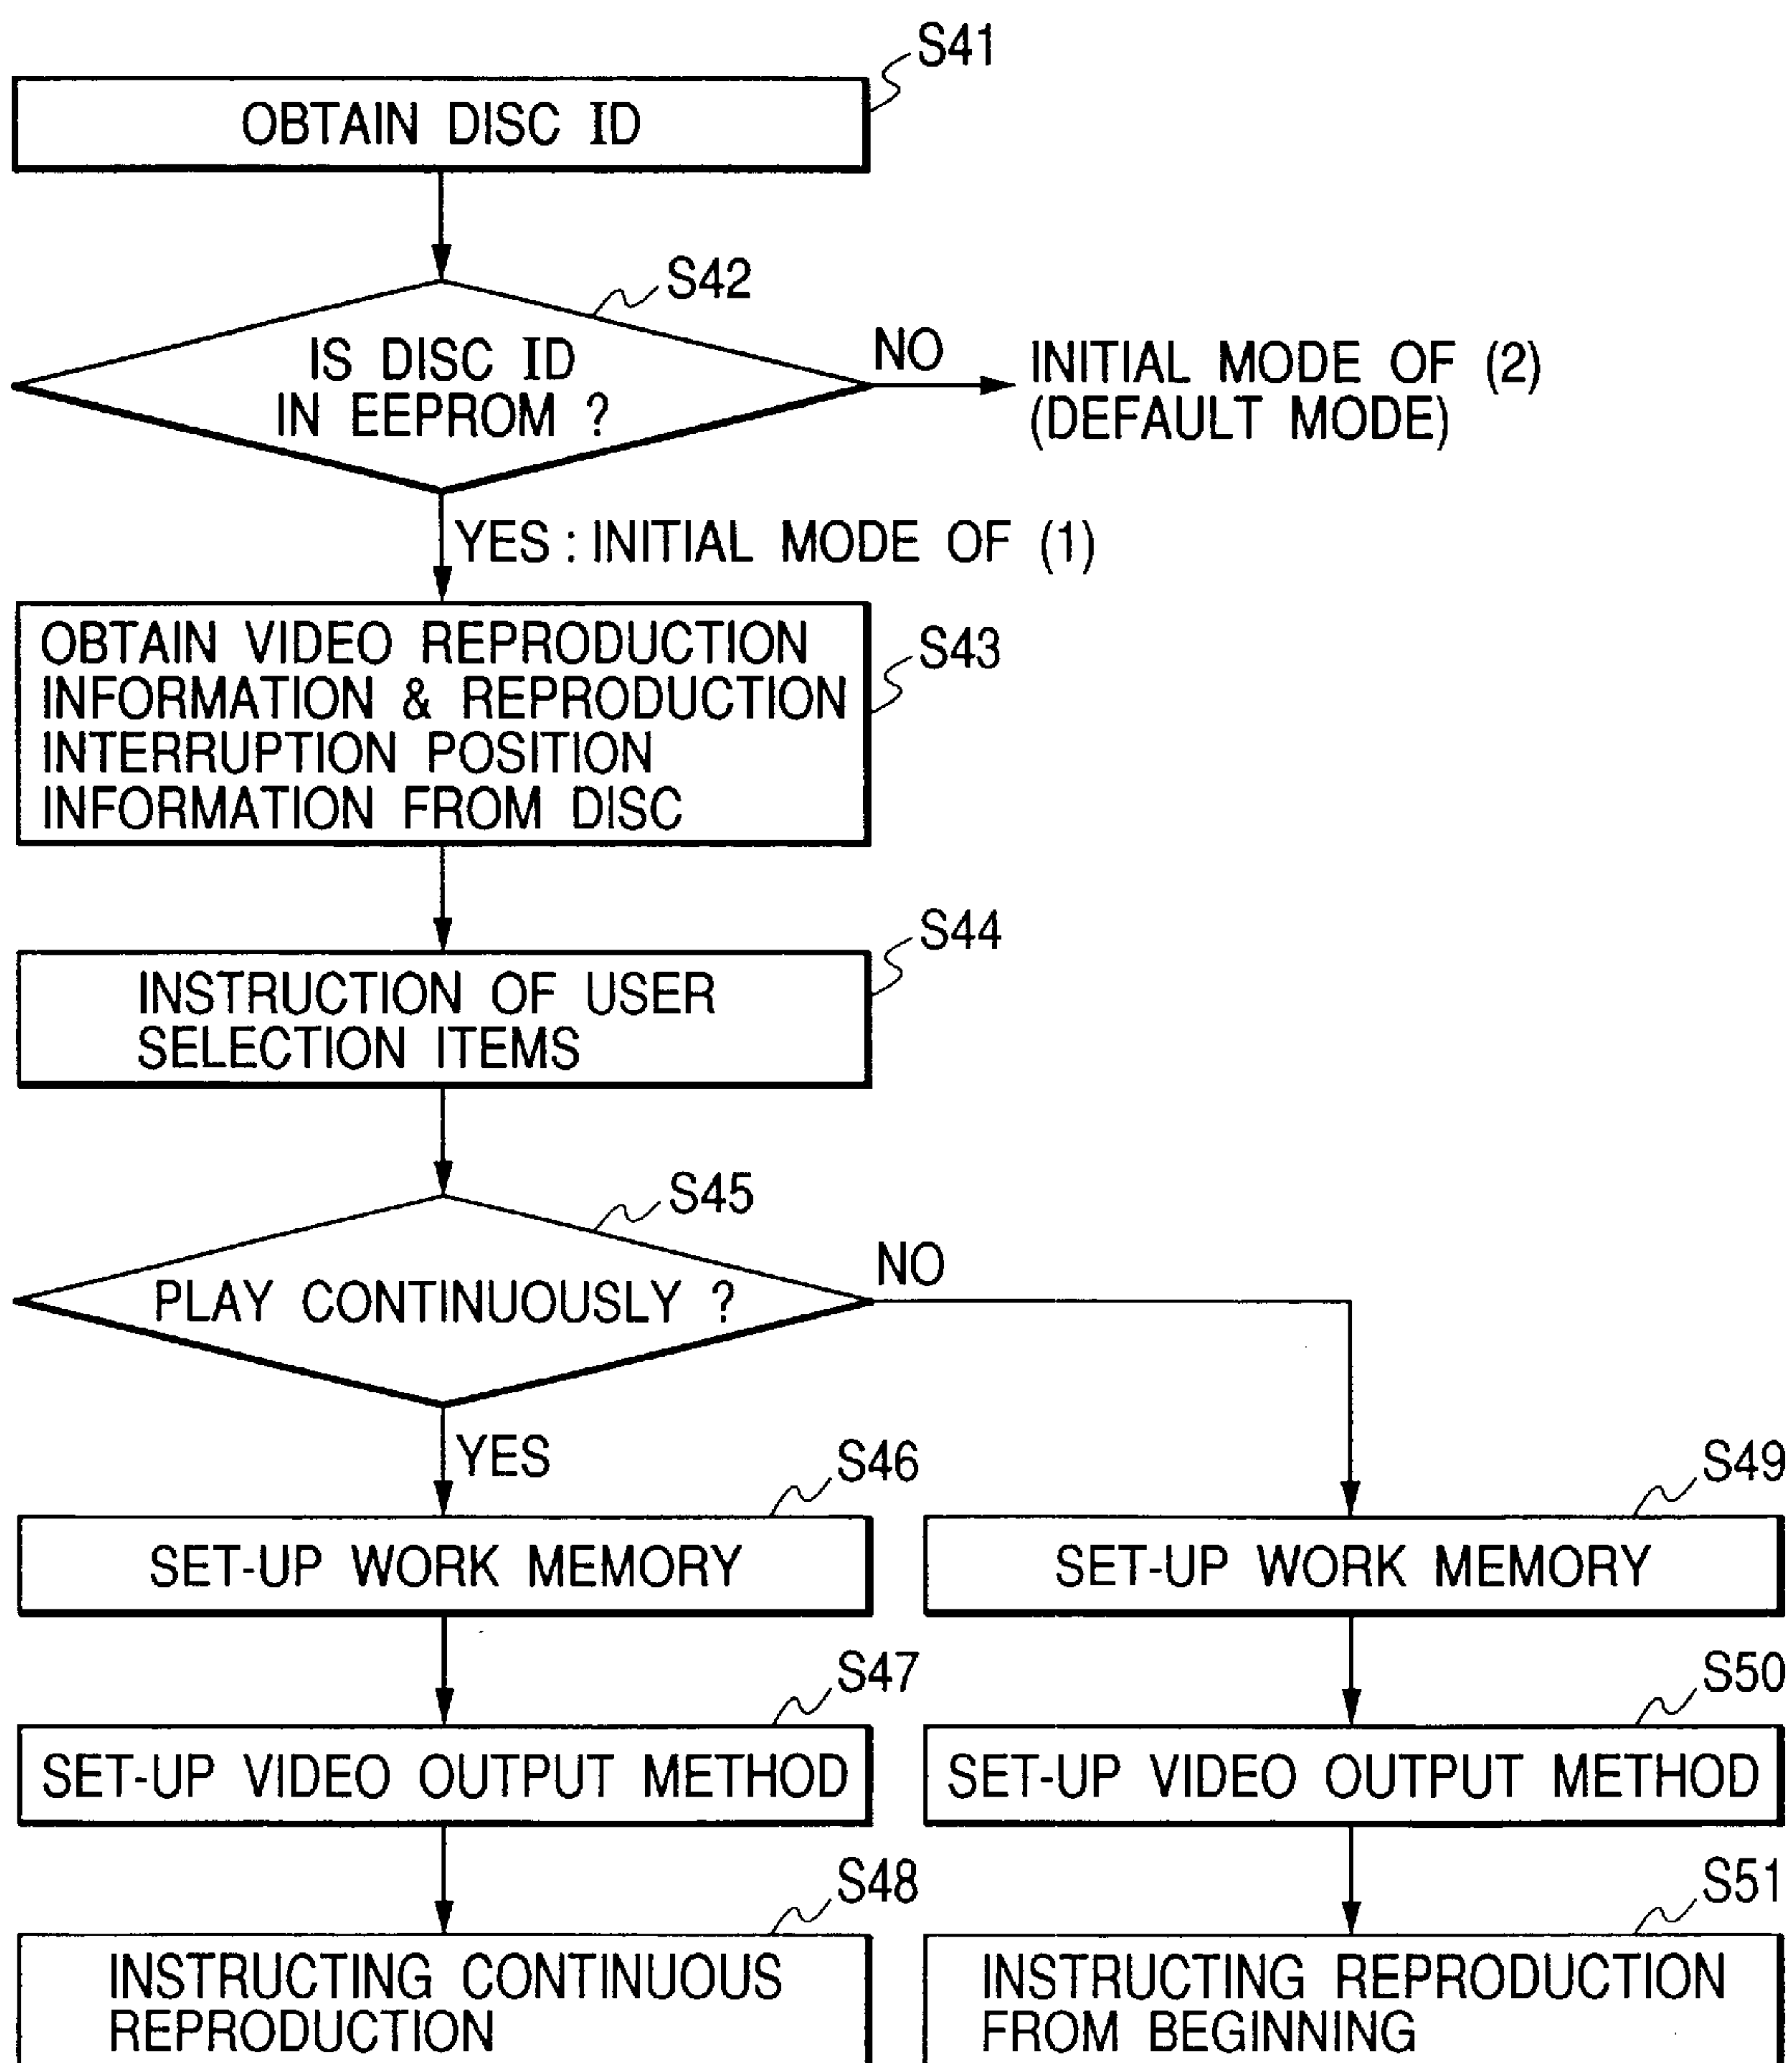 S41
OBTAIN DISC ID
S42
IS DISC ID
IN EEPROM ?
NO
INITIAL MODE OF (2)
(DEFAULT MODE)
YES : INITIAL MODE OF (1)
OBTAIN VIDEO REPRODUCTION
INFORMATION & REPRODUCTION
INTERRUPTION POSITION
INFORMATION FROM DISC
S43
S44
INSTRUCTION OF USER
SELECTION ITEMS
S45
PLAY CONTINUOUSLY ?
NO
YES
S46
SET-UP WORK MEMORY
S47
SET-UP VIDEO OUTPUT METHOD
S48
INSTRUCTING CONTINUOUS
REPRODUCTION
S49
SET-UP WORK MEMORY
S50
SET-UP VIDEO OUTPUT METHOD
S51
INSTRUCTING REPRODUCTION
FROM BEGINNING